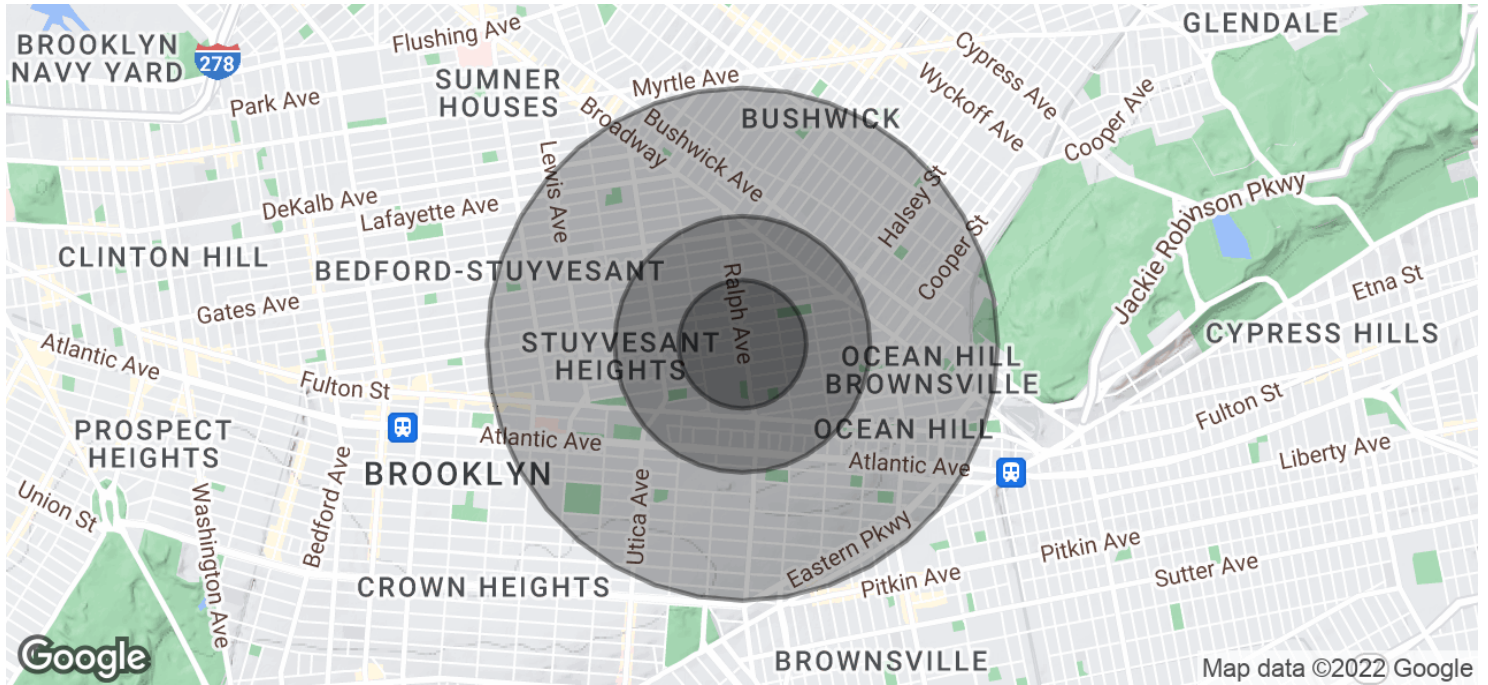 GLENDALE
BROOKLYN
NAVY YARD
278
Flushing Ave
SUMNER
HOUSES
Myrtle Ave
Cypress Ave
Wyckoff Ave
Cooper Ave
Park Ave
Broadway
Bushwick Ave
BUSHWICK
Lewis Ave
DeKalb Ave
Lafayette Ave
Halsey St
Cooper St
Jackie Robinson Pkwy
CLINTON HILL
BEDFORD-STUYVESANT
Ralph Ave
Gates Ave
Etna St
Atlantic Ave
STUYVESANT
HEIGHTS
OCEAN HILL
BROWNSVILLE
CYPRESS HILLS
Fulton St
Fulton St
PROSPECT
HEIGHTS
Atlantic Ave
OCEAN HILL
Atlantic Ave
Liberty Ave
BROOKLYN
Union St
Washington Ave
Bedford Ave
Utica Ave
Eastern Pkwy
Pitkin Ave
Pitkin Ave
Sutter Ave
CROWN HEIGHTS
BROWNSVILLE
Google
Map data ©2022 Google